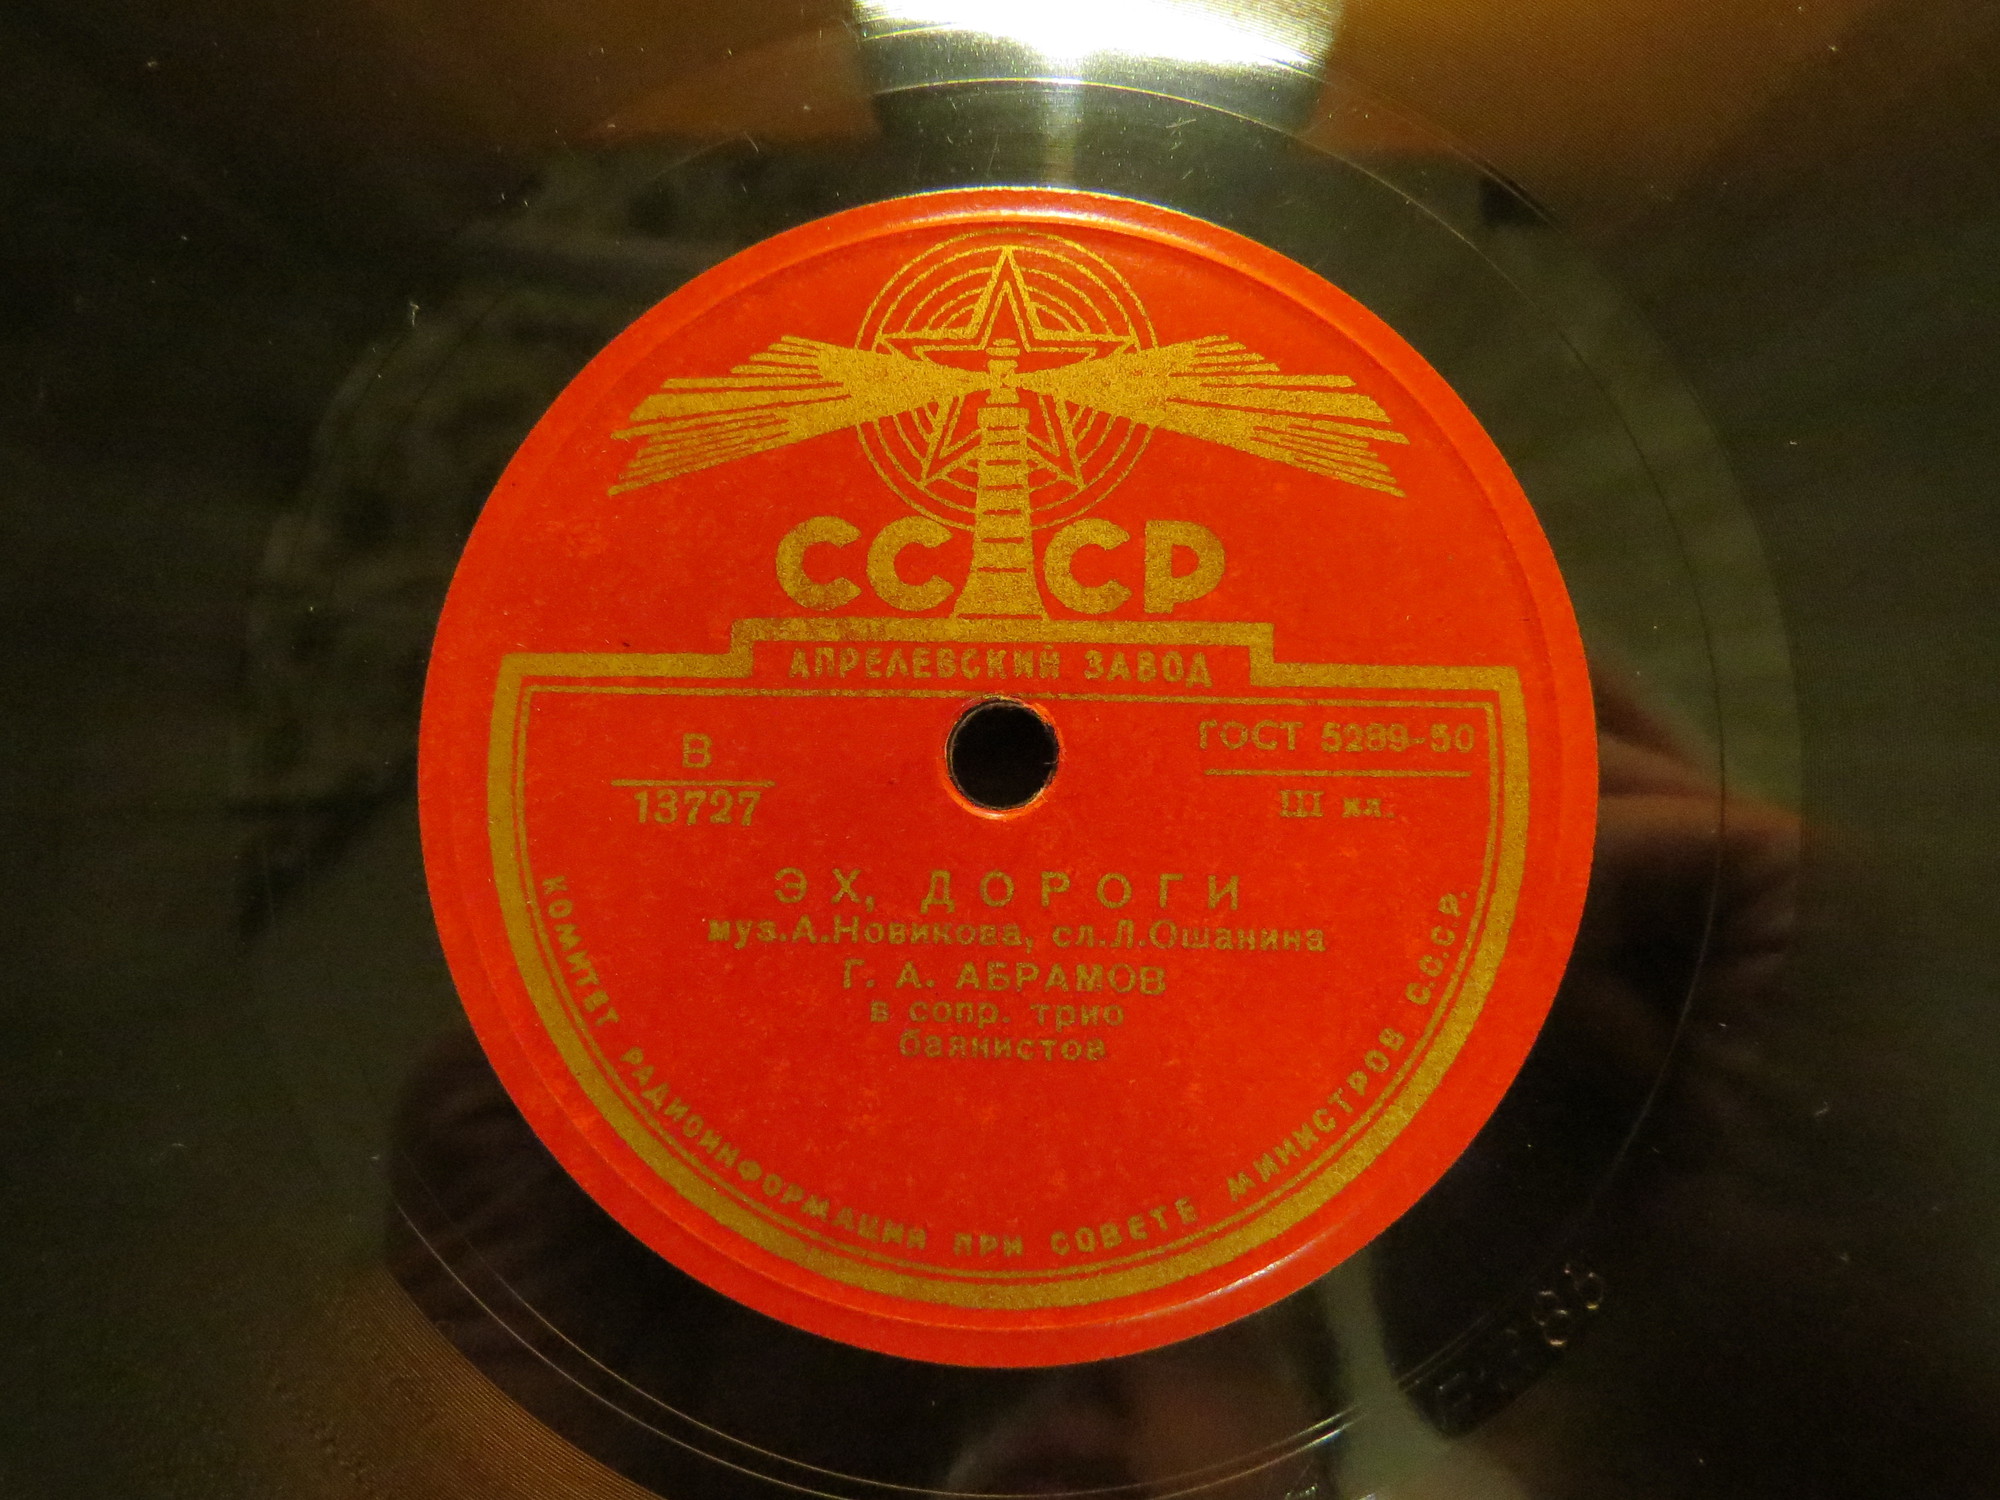 СССР
АПРЕЛЕВСКИЙ ЗАВОД
В
13727
ГОСТ 5289-50
III кл.
ЭХ, ДОРОГИ
муз.А.Новикова, сл.Л.Ошанина
Г. А. АБРАМОВ
в сопр. трио
баянистов
КОМИТЕТ РАДИОИНФОРМАЦИИ ПРИ СОВЕТЕ МИНИСТРОВ С.С.С.Р.